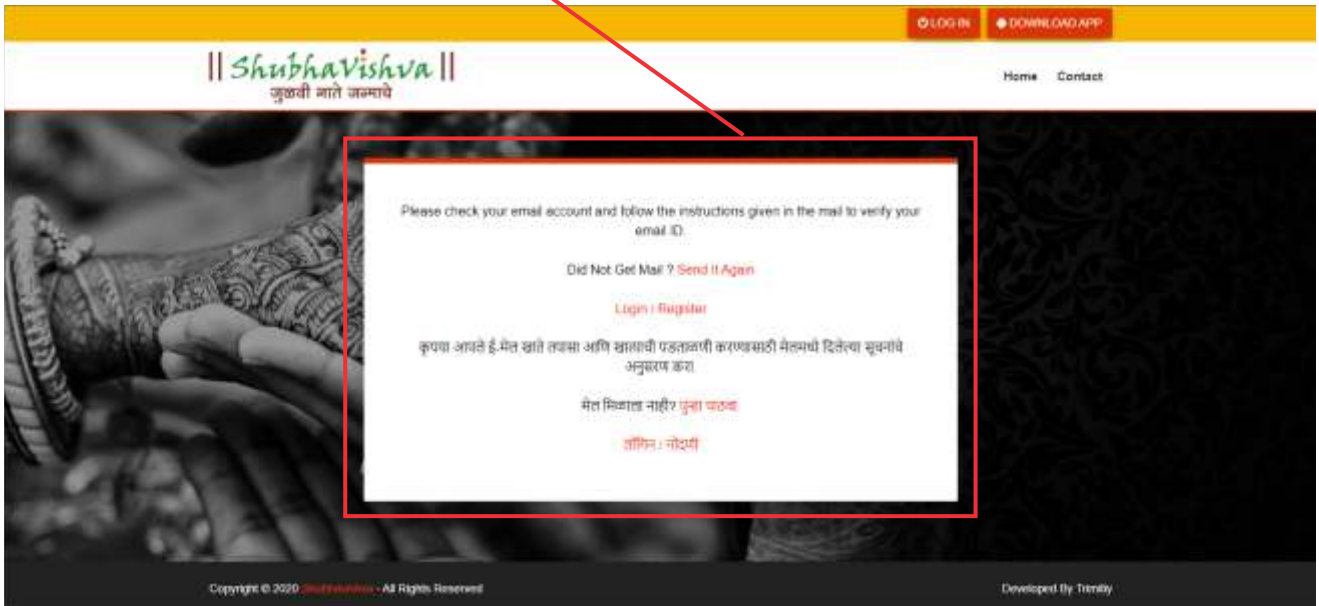 LOG IN
DOWNLOAD APP
|| ShubhaVishva ||
जुळवी नाते जन्माचे
Home Contact
Please check your email account and follow the instructions given in the mail to verify your
email ID.
Did Not Get Mail ? Send It Again
Login / Register
कृपया आपले ई-मेल खाते तपासा आणि खात्याची पडताळणी करण्यासाठी मेलमधे दिलेल्या सूचनांचे
अनुसरण करा
मेल मिळाला नाही? पुन्हा पाठवा
लॉगिन / नोंदणी
Copyright © 2020 Shubhavishva - All Rights Reserved
Developed By